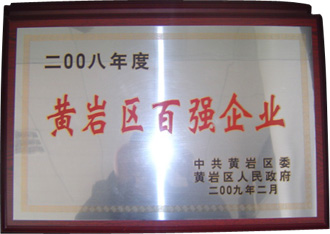 二00八年度
黄岩区百强企业
中共黄岩区委
黄岩区人民政府
二00九年二月